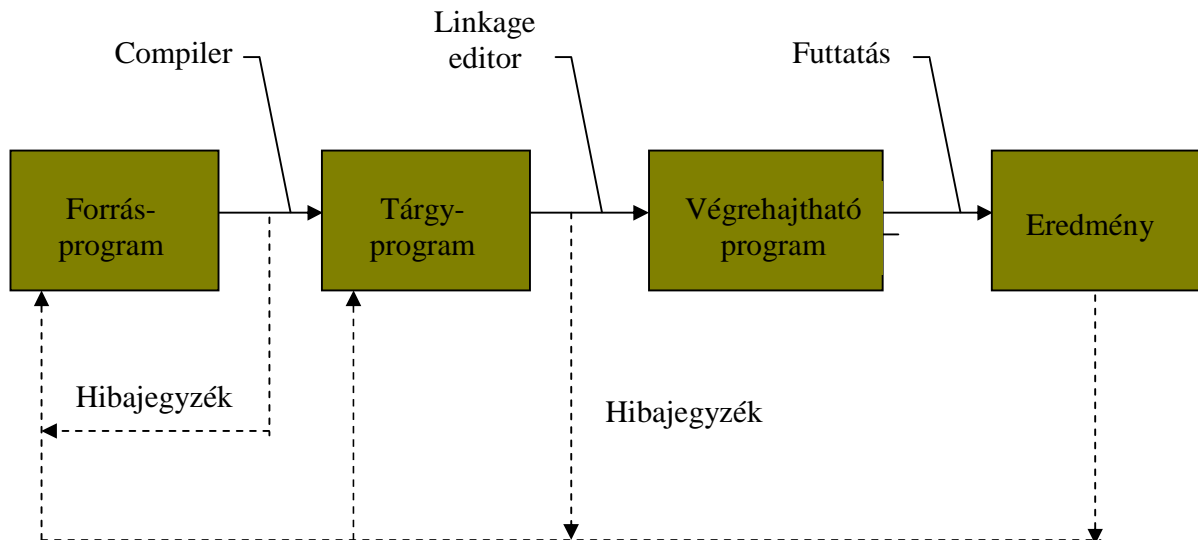 Compiler
Linkage
editor
Futtatás
Forrás-
program
Tárgy-
program
Végrehajtható
program
Eredmény
Hibajegyzék
Hibajegyzék